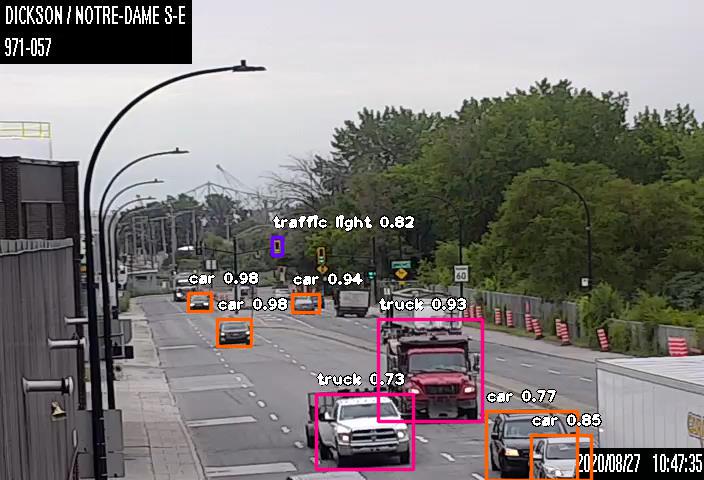 DICKSON / NOTRE-DAME S-E
971-057
traffic light 0.82
60
car 0.98
car 0.94
car 0.98
truck 0.93
truck 0.73
car 0.77
car 0.85
2020/08/27 10:47:35